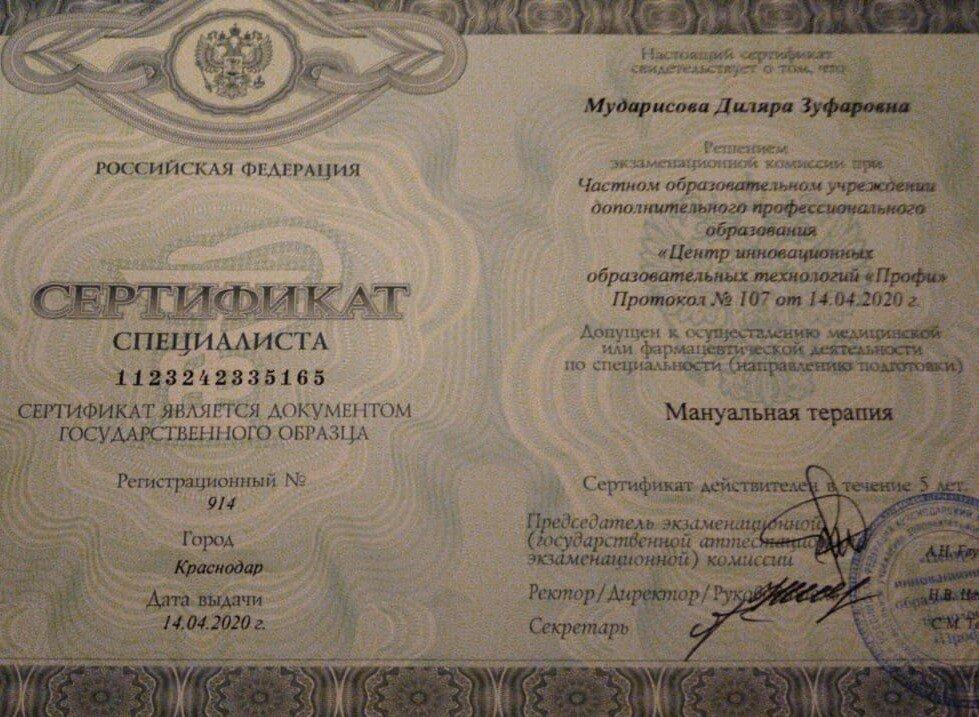 РОССИЙСКАЯ ФЕДЕРАЦИЯ
СЕРТИФИКАТ
СПЕЦИАЛИСТА
1123242335165
СЕРТИФИКАТ ЯВЛЯЕТСЯ ДОКУМЕНТОМ
ГОСУДАРСТВЕННОГО ОБРАЗЦА
Регистрационный №
914
Город
Краснодар
Дата выдачи
14.04.2020 г.
Настоящий сертификат
свидетельствует о том, что
Мударисова Диляра Зуфаровна
Решением
экзаменационной комиссии при
Частном образовательном учреждении
дополнительного профессионального
образования
«Центр инновационных
образовательных технологий «Профи»
Протокол № 107 от 14.04.2020 г.
Допущен к осуществлению медицинской
или фармацевтической деятельности
по специальности (направлению подготовки)
Мануальная терапия
Сертификат действителен в течение 5 лет.
Председатель экзаменационной
(государственной аттестацио
экзаменационной) комиссии
А.Н.
Ректор/Директор/Руков
Н.В.
Секретарь
С.М.